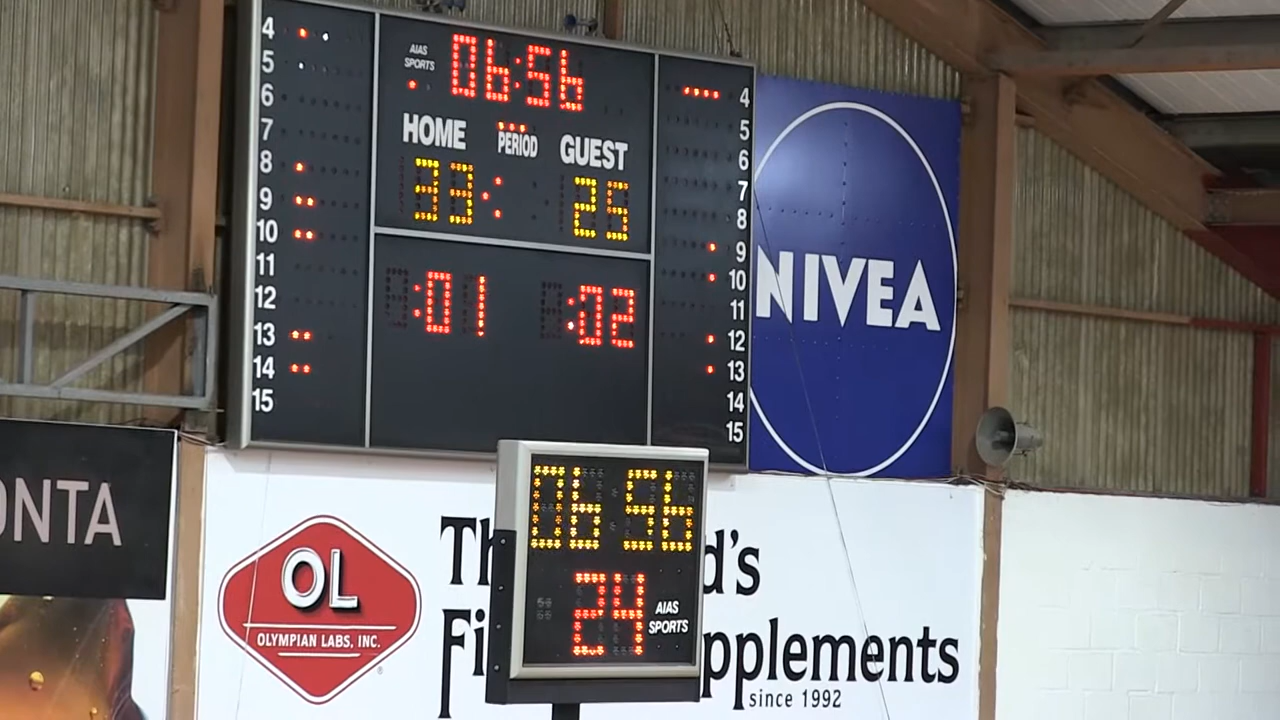 4
5
6
7
8
9
10
11
12
13
14
15
AIAS
SPORTS
06:56
HOME
PERIOD
GUEST
33
25
:01
:02
4
5
6
7
8
9
10
11
12
13
14
15
NIVEA
ONTA
OL
OLYMPIAN LABS, INC.
®
Th d's
Fi pplements
since 1992
06 56
24
AIAS
SPORTS